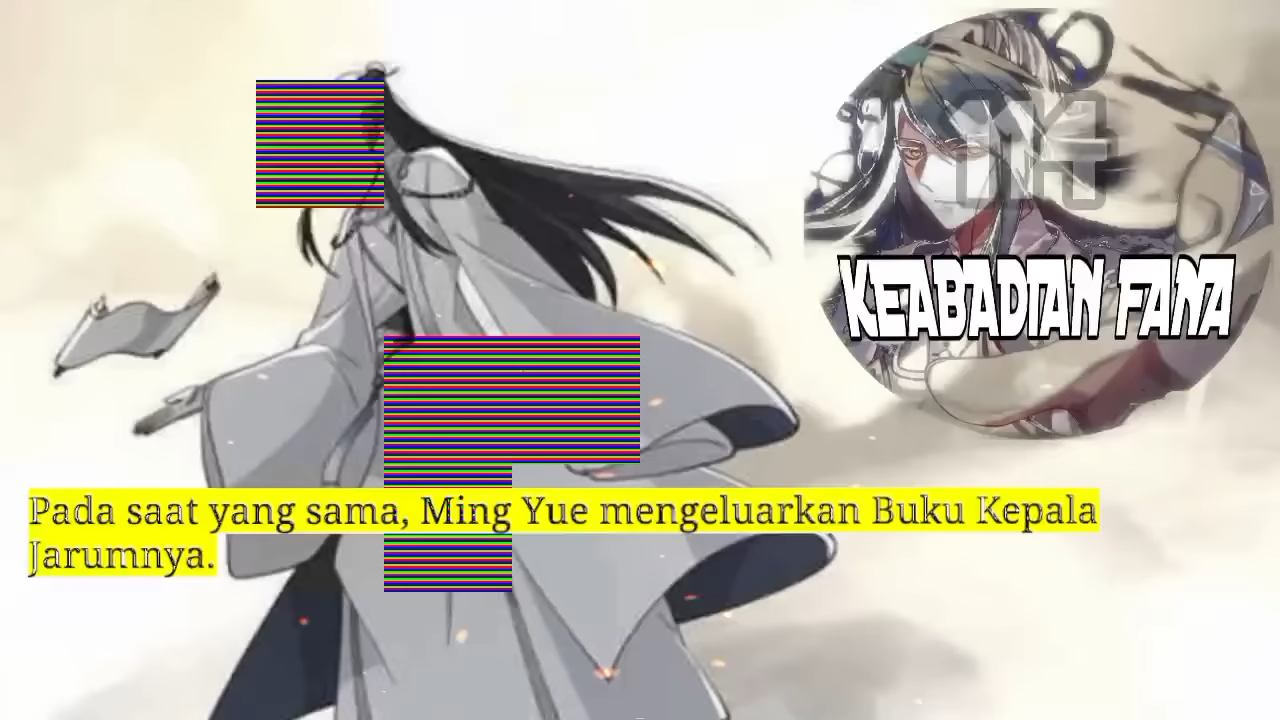 KEABADIAN FANA
Pada saat yang sama, Ming Yue mengeluarkan Buku Kepala
Jarumnya.